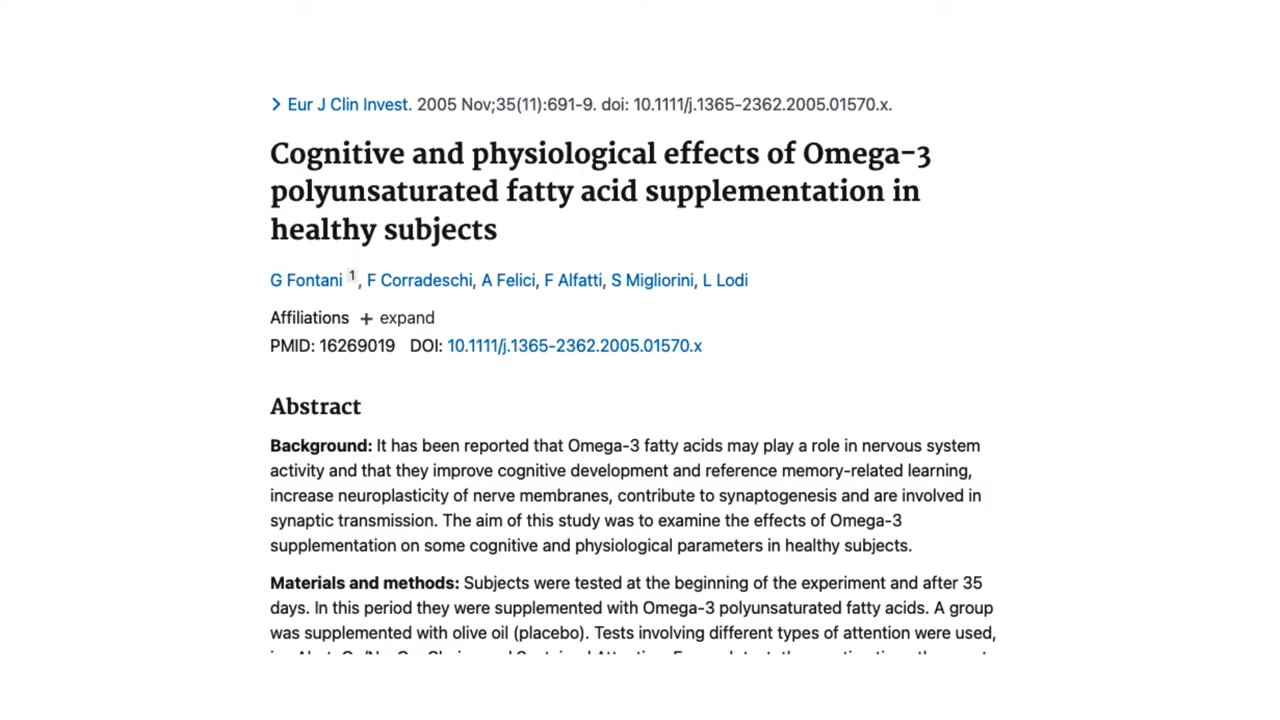 > Eur J Clin Invest. 2005 Nov;35(11):691-9. doi: 10.1111/j.1365-2362.2005.01570.x.
Cognitive and physiological effects of Omega-3
polyunsaturated fatty acid supplementation in
healthy subjects
G Fontani 1, F Corradeschi, A Felici, F Alfatti, S Migliorini, L Lodi
Affiliations + expand
PMID: 16269019 DOI: 10.1111/j.1365-2362.2005.01570.x
Abstract
Background: It has been reported that Omega-3 fatty acids may play a role in nervous system
activity and that they improve cognitive development and reference memory-related learning,
increase neuroplasticity of nerve membranes, contribute to synaptogenesis and are involved in
synaptic transmission. The aim of this study was to examine the effects of Omega-3
supplementation on some cognitive and physiological parameters in healthy subjects.
Materials and methods: Subjects were tested at the beginning of the experiment and after 35
days. In this period they were supplemented with Omega-3 polyunsaturated fatty acids. A group
was supplemented with olive oil (placebo). Tests involving different types of attention were used,